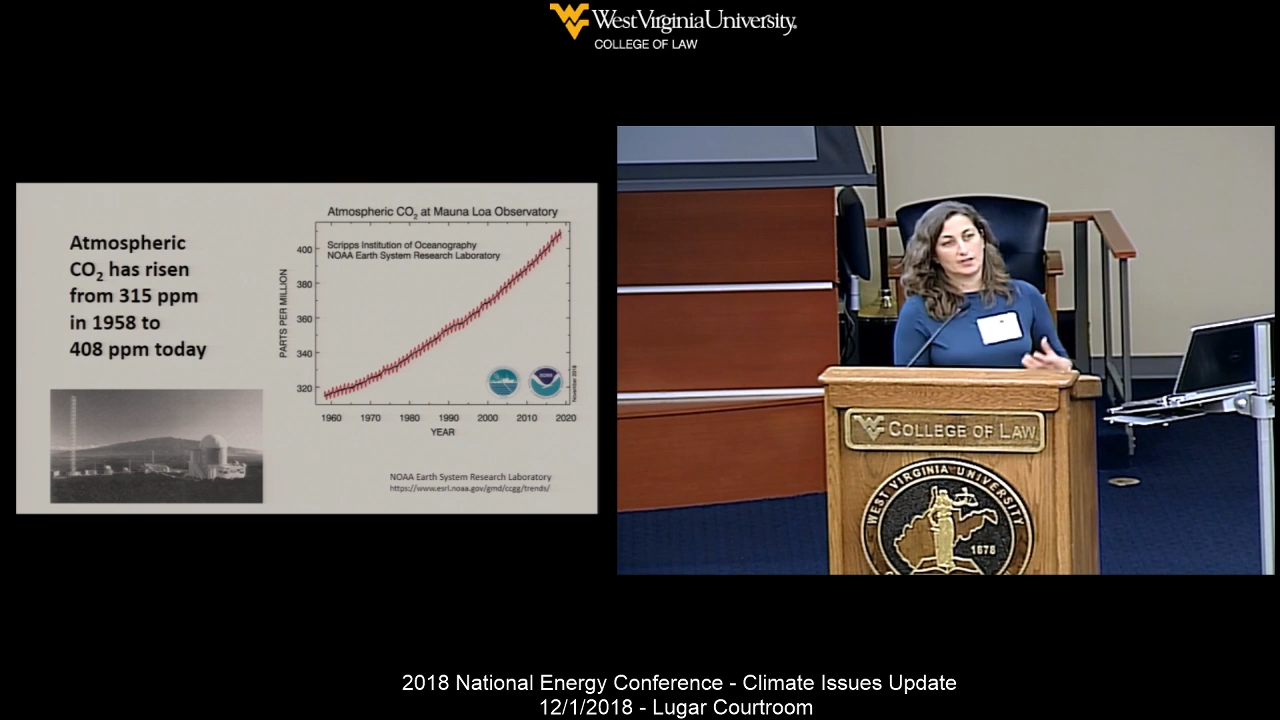 West Virginia University
COLLEGE OF LAW
Atmospheric
CO2 has risen
from 315 ppm
in 1958 to
408 ppm today
Atmospheric CO2 at Mauna Loa Observatory
Scripps Institution of Oceanography
NOAA Earth System Research Laboratory
PARTS PER MILLION
400
380
360
340
320
1960 1970 1980 1990 2000 2010 2020
YEAR
November 2018
NOAA Earth System Research Laboratory
https://www.esrl.noaa.gov/gmd/ccgg/trends/
WV COLLEGE OF LAW
WEST VIRGINIA UNIVERSITY
1878
2018 National Energy Conference - Climate Issues Update
12/1/2018 - Lugar Courtroom